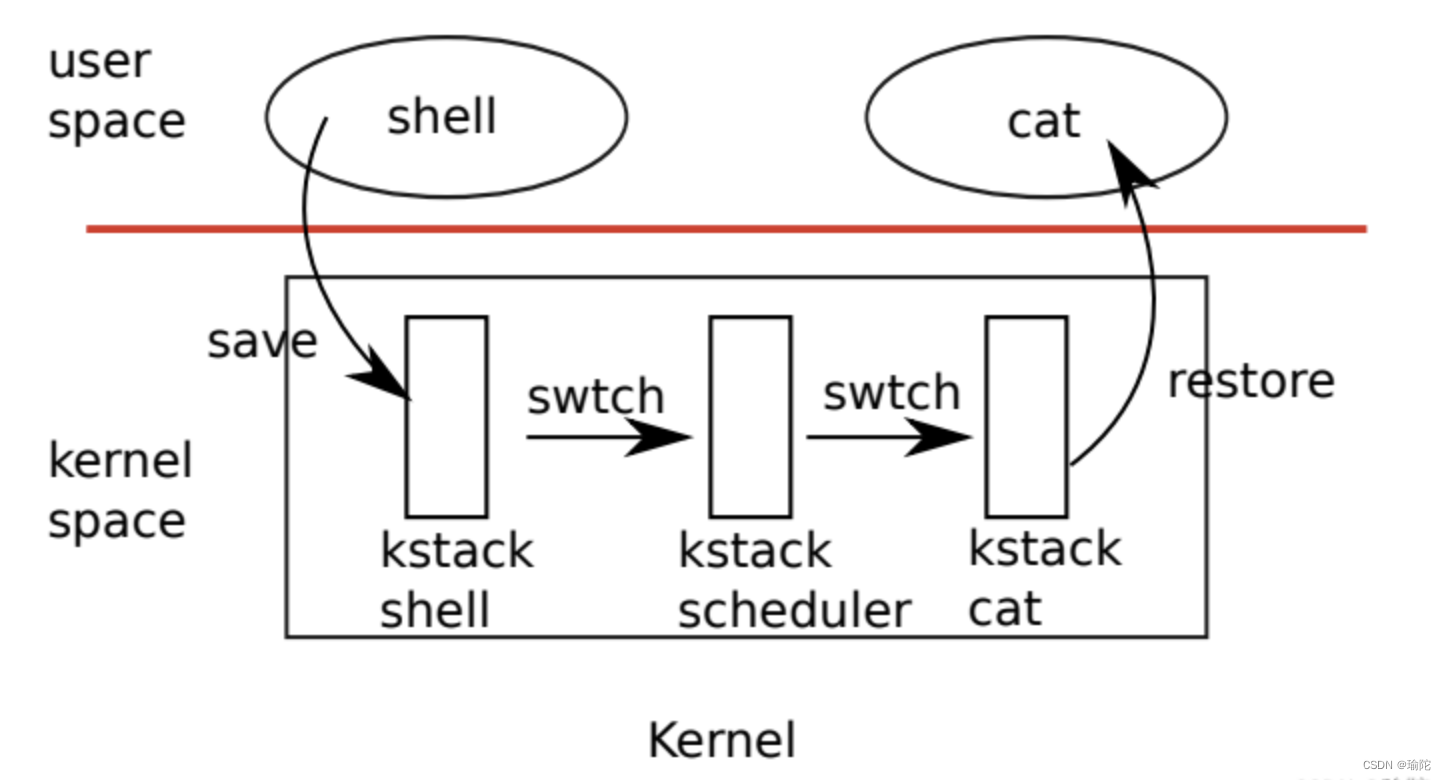 user
space
shell
cat
save
swtch
swtch
restore
kernel
space
kstack
shell
kstack
scheduler
kstack
cat
Kernel
CSDN @瑜陀